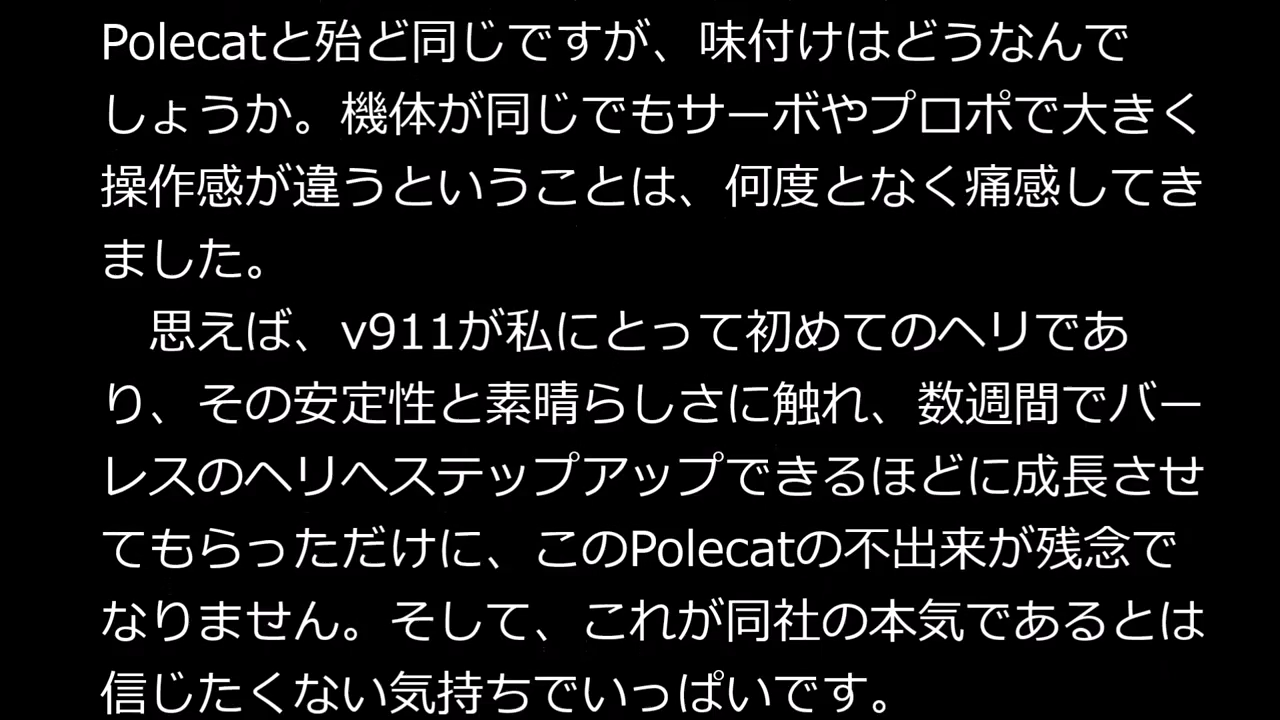 Polecatと殆ど同じですが、味付けはどうなんで
しょうか。機体が同じでもサーボやプロポで大きく
操作感が違うということは、何度となく痛感してき
ました。
　思えば、v911が私にとって初めてのヘリであ
り、その安定性と素晴らしさに触れ、数週間でバー
レスのヘリへステップアップできるほどに成長させ
てもらっただけに、このPolecatの不出来が残念で
なりません。そして、これが同社の本気であるとは
信じたくない気持ちでいっぱいです。